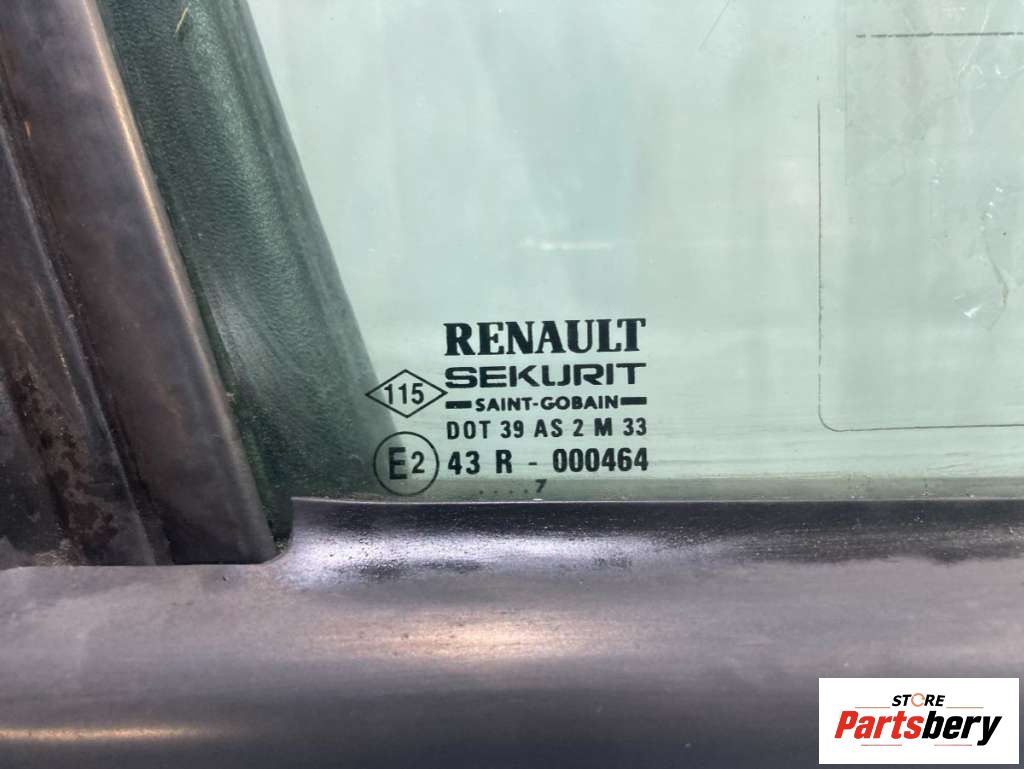 RENAULT
115
SEKURIT
SAINT-GOBAIN
DOT 39 AS 2 M 33
E2 43 R - 000464
....7
STORE
Partsbery